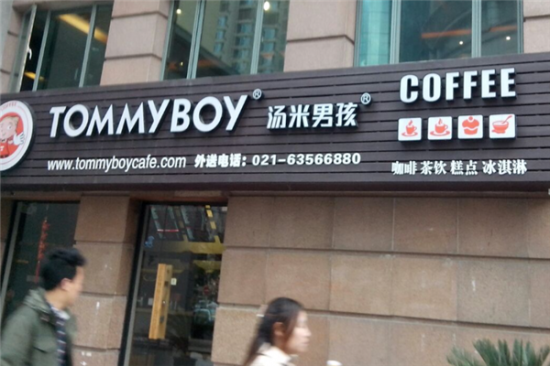 TOMMYBOY® 汤米男孩®
COFFEE
www.tommyboycafe.com 外送电话：021-63566880
咖啡 茶饮 糕点 冰淇淋